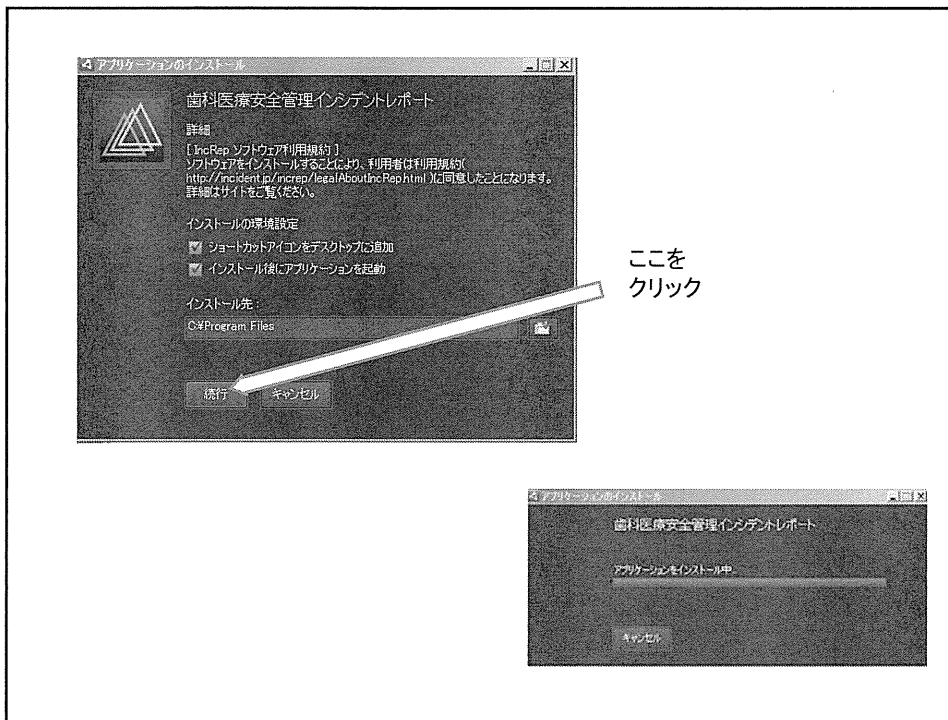 アプリケーションのインストール
歯科医療安全管理インシデントレポート
詳細
[ IncRep ソフトウェア利用規約 ]
ソフトウェアをインストールすることにより、利用者は利用規約(
http://incident.jp/increp/legalAboutIncRep.html )に同意したことになります。
詳細はサイトをご覧ください。
インストールの環境設定
ショートカットアイコンをデスクトップに追加
インストール後にアプリケーションを起動
インストール先 :
C:¥Program Files
続行
キャンセル
ここを
クリック
アプリケーションのインストール
歯科医療安全管理インシデントレポート
アプリケーションをインストール中...
キャンセル